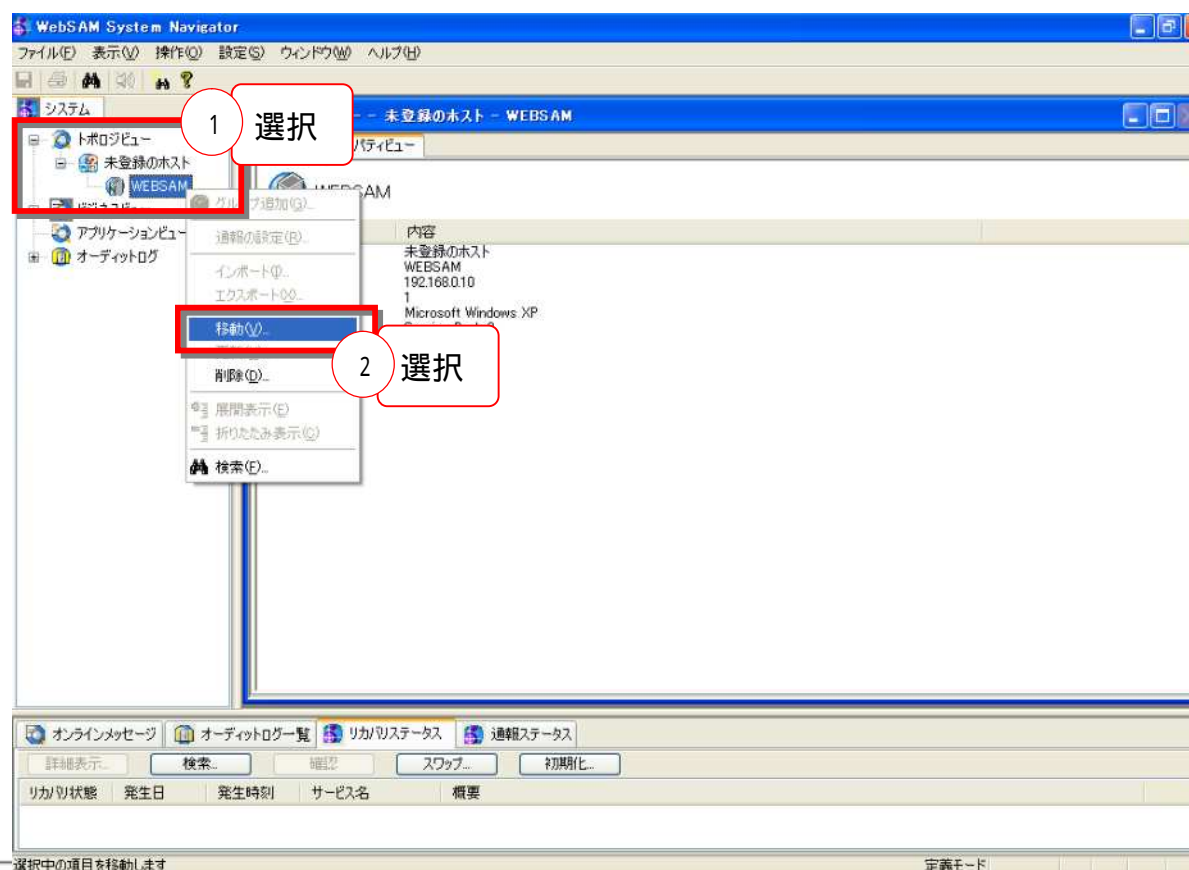 WebSAM System Navigator
ファイル(F) 表示(V) 操作(O) 設定(S) ウィンドウ(W) ヘルプ(H)
システム
1 選択
- 未登録のホスト - WEBSAM
トポロジビュー
未登録のホスト
WEBSAM
アプリケーションビュー
オーディットログ
通報の設定(R)...
インポート(I)...
エクスポート(X)...
移動(V)...
2 選択
削除(D)...
展開表示(E)
折りたたみ表示(C)
検索(F)...
内容
未登録のホスト
WEBSAM
192.168.0.10
1
Microsoft Windows XP
オンラインメッセージ オーディットログ一覧 リカバリステータス 通報ステータス
詳細表示... 検索... 確認 スワップ... 初期化...
リカバリ状態 発生日 発生時刻 サービス名 概要
選択中の項目を移動します 定義モード